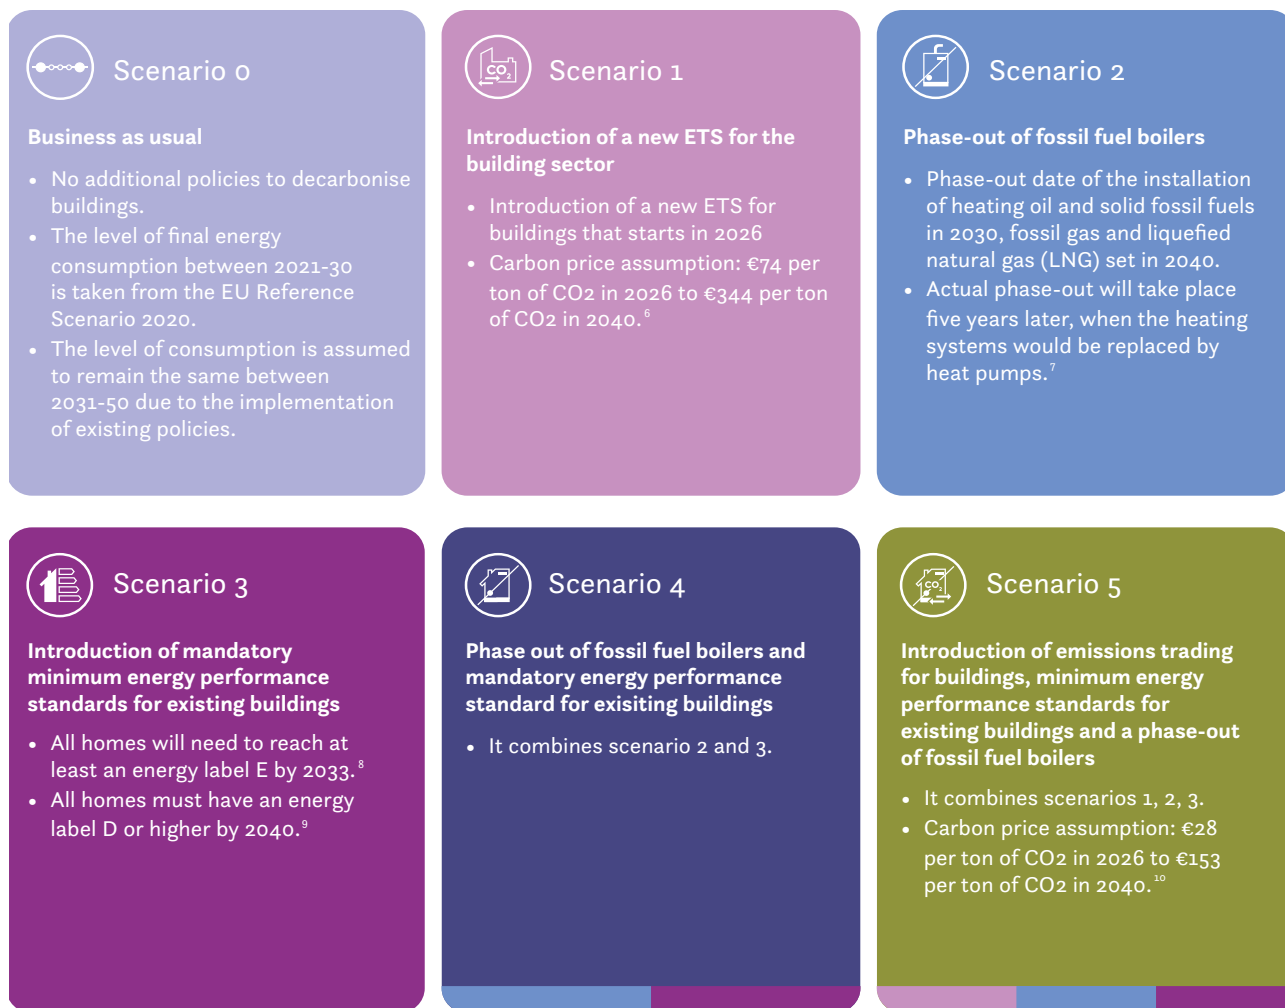 Scenario 0
Business as usual
• No additional policies to decarbonise
buildings.
• The level of final energy
consumption between 2021-30
is taken from the EU Reference
Scenario 2020.
• The level of consumption is assumed
to remain the same between
2031-50 due to the implementation
of existing policies.
CO2
Scenario 1
Introduction of a new ETS for the
building sector
• Introduction of a new ETS for
buildings that starts in 2026
• Carbon price assumption: €74 per
ton of CO2 in 2026 to €344 per ton
of CO2 in 2040.⁶
Scenario 2
Phase-out of fossil fuel boilers
• Phase-out date of the installation
of heating oil and solid fossil fuels
in 2030, fossil gas and liquefied
natural gas (LNG) set in 2040.
• Actual phase-out will take place
five years later, when the heating
systems would be replaced by
heat pumps.⁷
Scenario 3
Introduction of mandatory
minimum energy performance
standards for existing buildings
• All homes will need to reach at
least an energy label E by 2033.⁸
• All homes must have an energy
label D or higher by 2040.⁹
Scenario 4
Phase out of fossil fuel boilers and
mandatory energy performance
standard for exisiting buildings
• It combines scenario 2 and 3.
CO2
Scenario 5
Introduction of emissions trading
for buildings, minimum energy
performance standards for
existing buildings and a phase-out
of fossil fuel boilers
• It combines scenarios 1, 2, 3.
• Carbon price assumption: €28
per ton of CO2 in 2026 to €153
per ton of CO2 in 2040.¹⁰